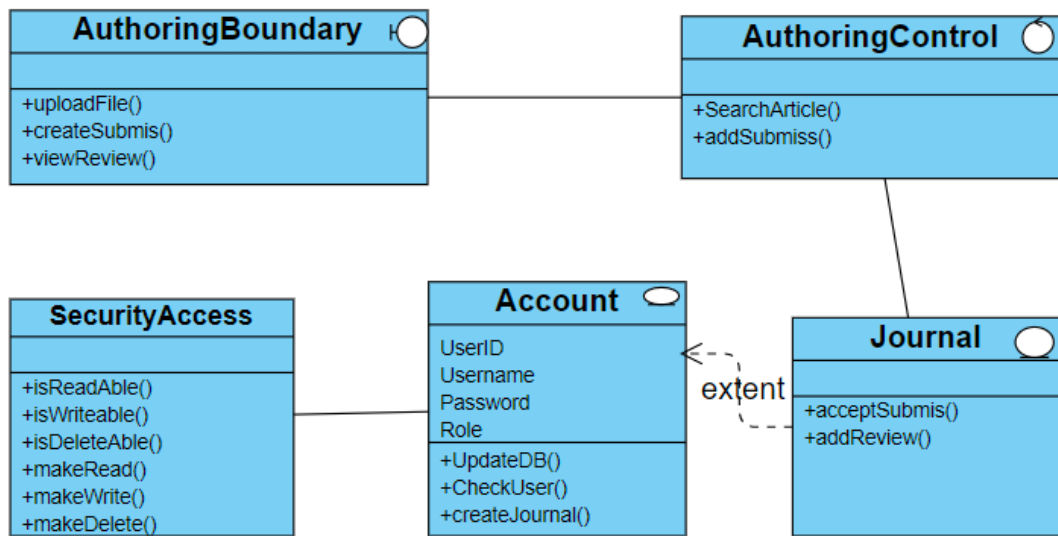 AuthoringBoundary
+uploadFile()
+createSubmis()
+viewReview()
AuthoringControl
+SearchArticle()
+addSubmiss()
SecurityAccess
+isReadAble()
+isWriteable()
+isDeleteAble()
+makeRead()
+makeWrite()
+makeDelete()
Account
UserID
Username
Password
Role
+UpdateDB()
+CheckUser()
+createJournal()
extent
Journal
+acceptSubmis()
+addReview()